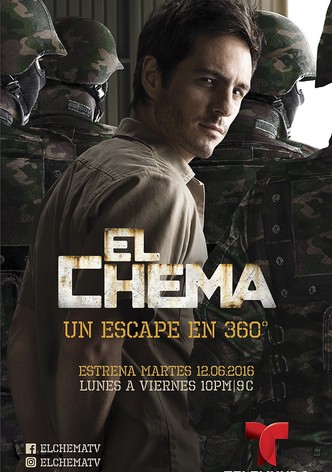 EL
CHEMA
UN ESCAPE EN 360°
ESTRENA MARTES 12.06.2016
LUNES A VIERNES 10PM|9C
ELCHEMATV
ELCHEMATV